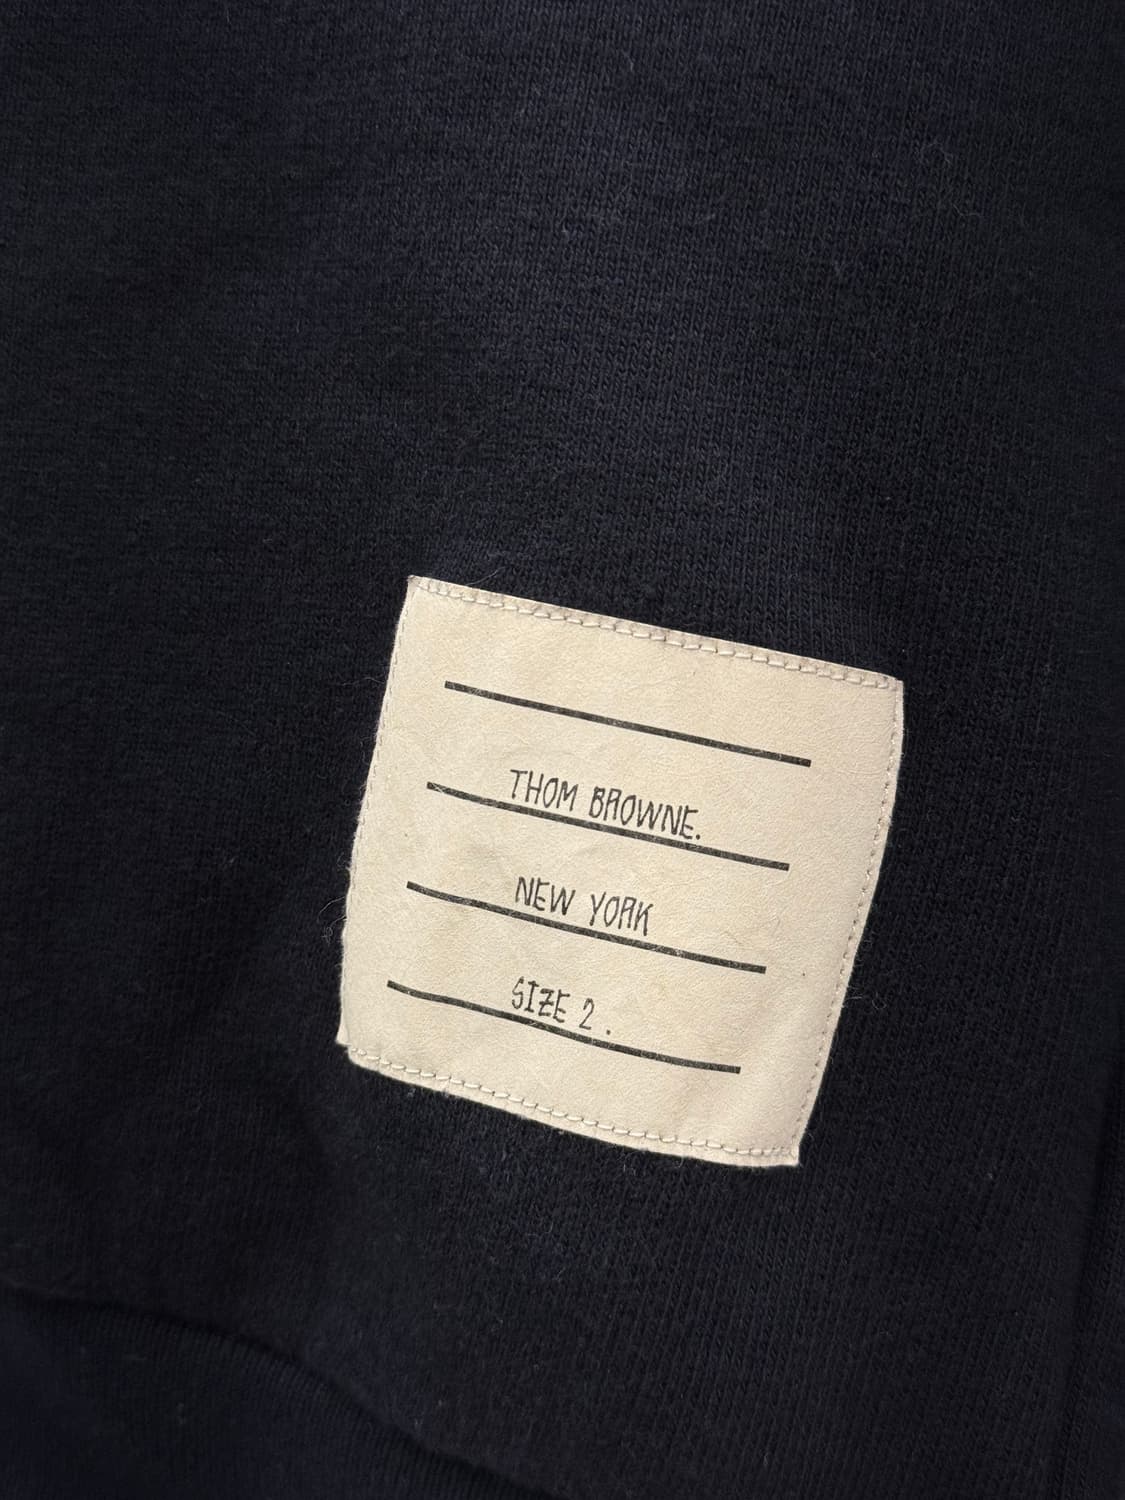 THOM BROWNE.
NEW YORK
SIZE 2 .